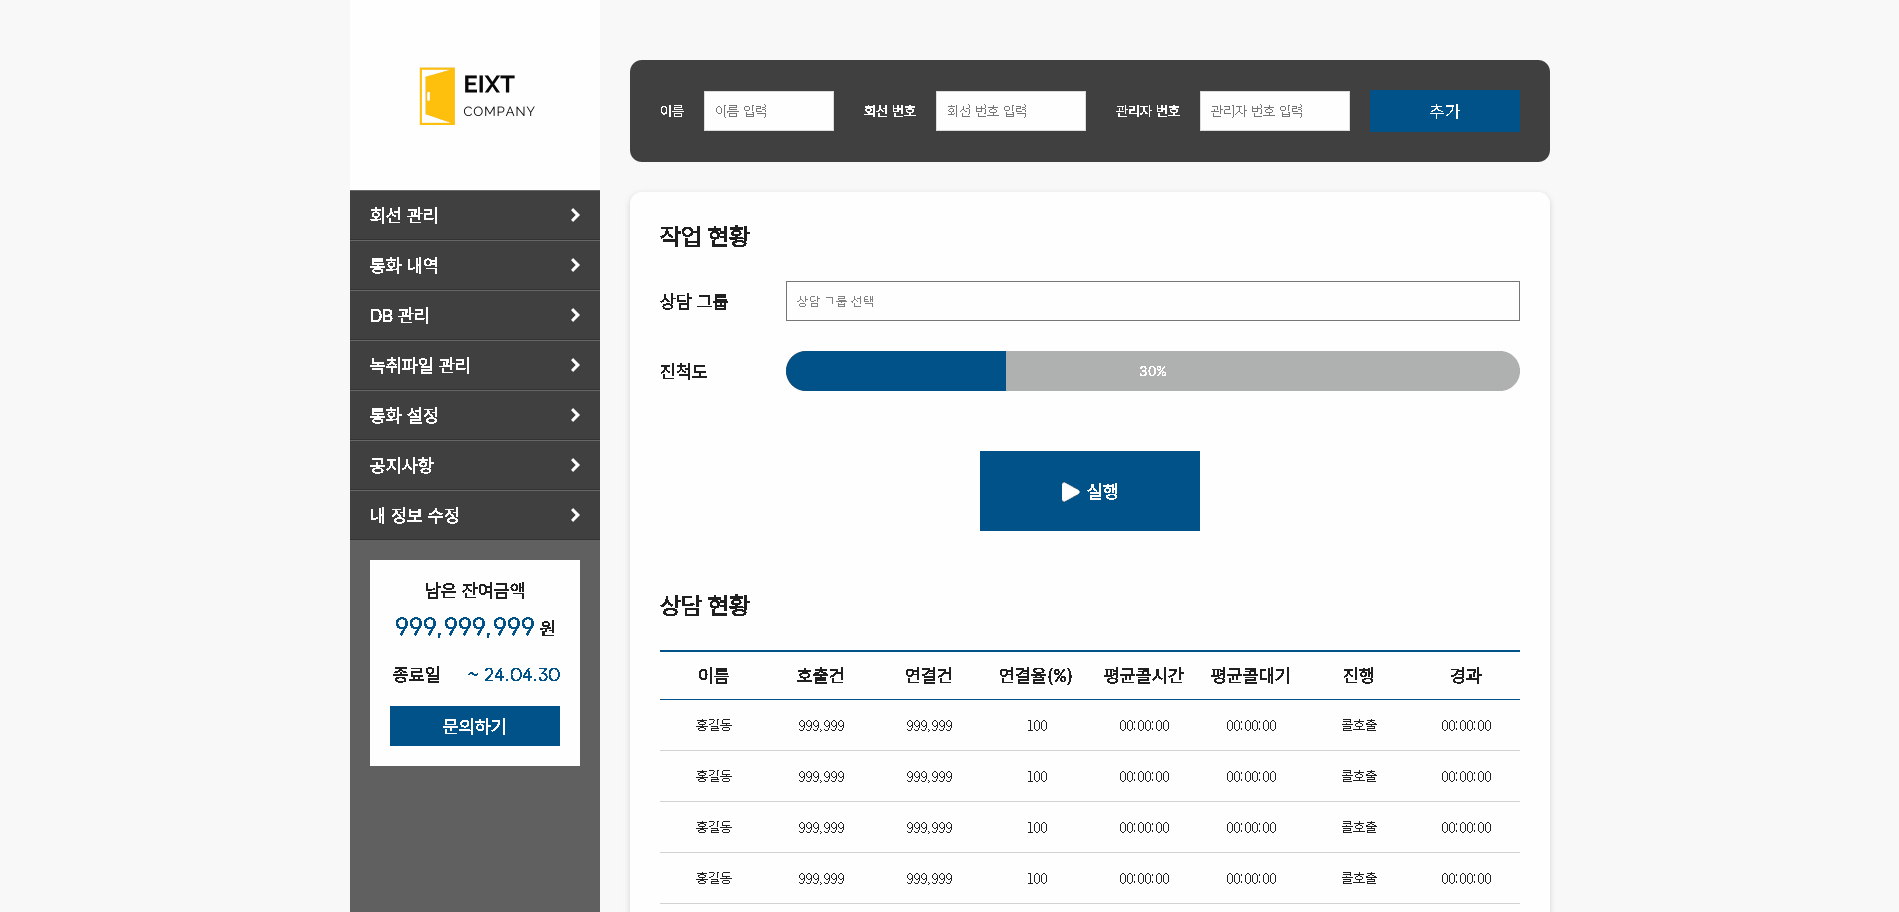 EIXT
COMPANY
회선 관리
통화 내역
DB 관리
녹취파일 관리
통화 설정
공지사항
내 정보 수정
남은 잔여금액
999,999,999 원
종료일 ~ 24.04.30
문의하기
이름 이름 입력 회선 번호 회선 번호 입력 관리자 번호 관리자 번호 입력 추가
작업 현황
상담 그룹 상담 그룹 선택
진척도 30%
실행
상담 현황
이름 호출건 연결건 연결율(%) 평균콜시간 평균콜대기 진행 경과
홍길동 999,999 999,999 100 00:00:00 00:00:00 콜호출 00:00:00
홍길동 999,999 999,999 100 00:00:00 00:00:00 콜호출 00:00:00
홍길동 999,999 999,999 100 00:00:00 00:00:00 콜호출 00:00:00
홍길동 999,999 999,999 100 00:00:00 00:00:00 콜호출 00:00:00